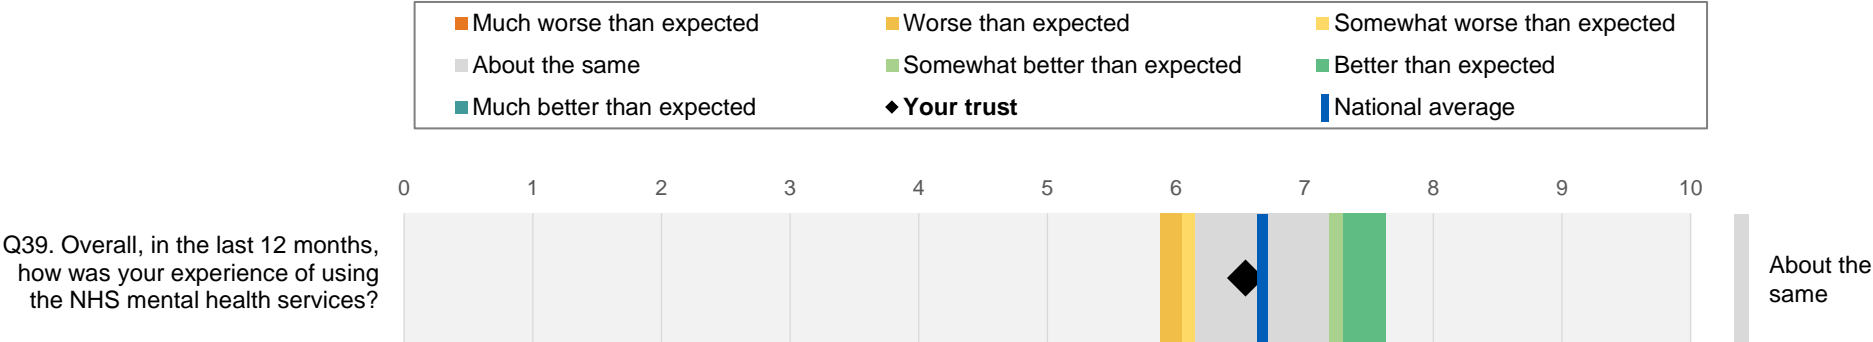 Much worse than expected
Worse than expected
Somewhat worse than expected
About the same
Somewhat better than expected
Better than expected
Much better than expected
Your trust
National average
0 1 2 3 4 5 6 7 8 9 10
Q39. Overall, in the last 12 months,
how was your experience of using
the NHS mental health services?
About the
same